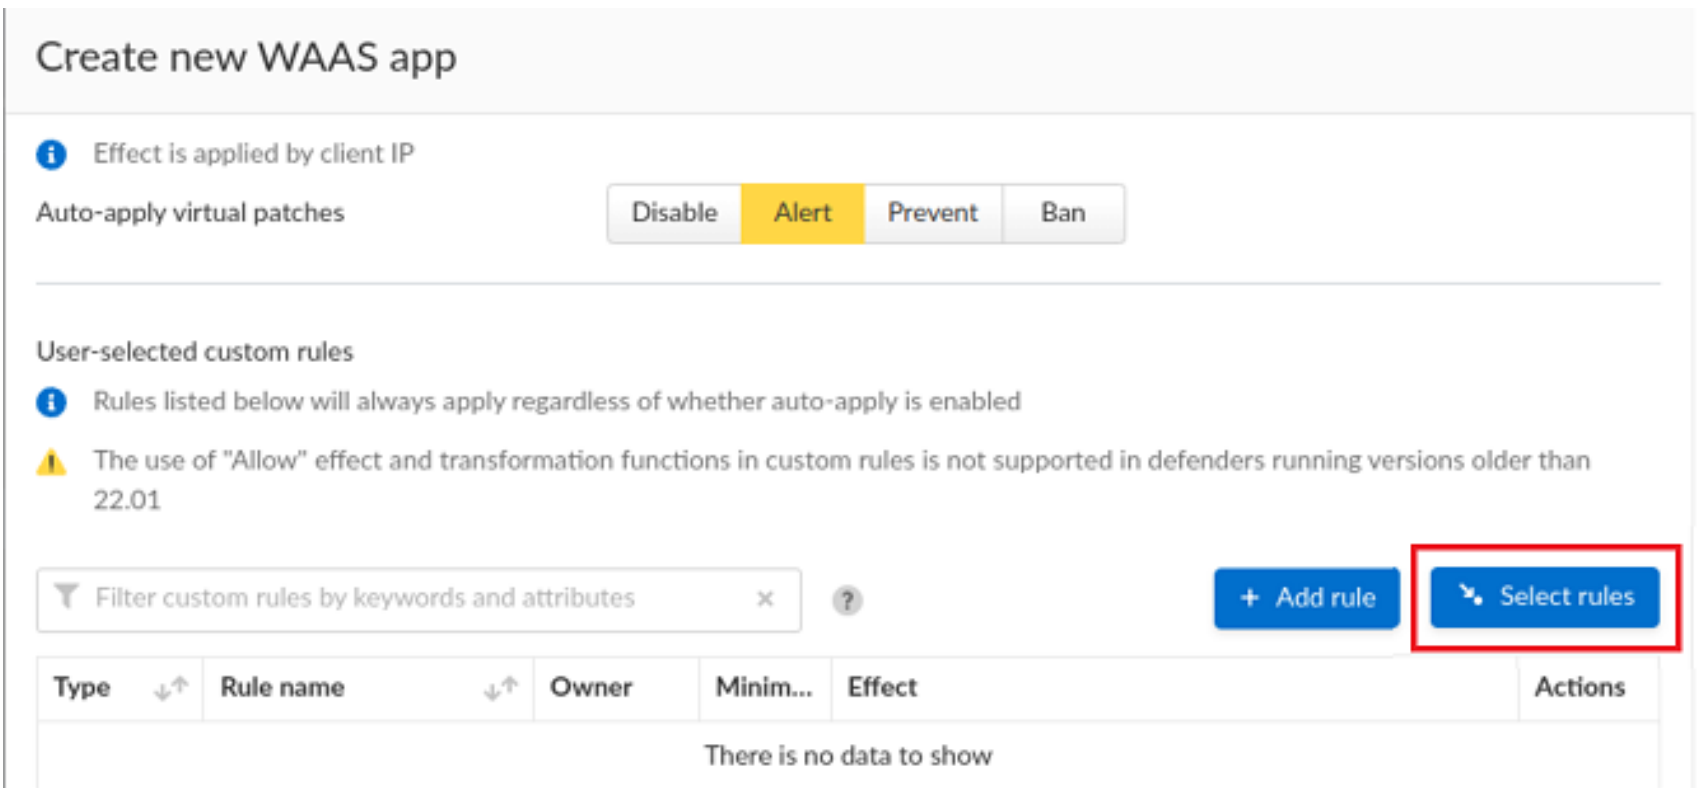 Create new WAAS app
Effect is applied by client IP
Auto-apply virtual patches Disable Alert Prevent Ban
User-selected custom rules
Rules listed below will always apply regardless of whether auto-apply is enabled
The use of "Allow" effect and transformation functions in custom rules is not supported in defenders running versions older than
22.01
Filter custom rules by keywords and attributes × ? + Add rule Select rules
Type Rule name Owner Minim... Effect Actions
There is no data to show